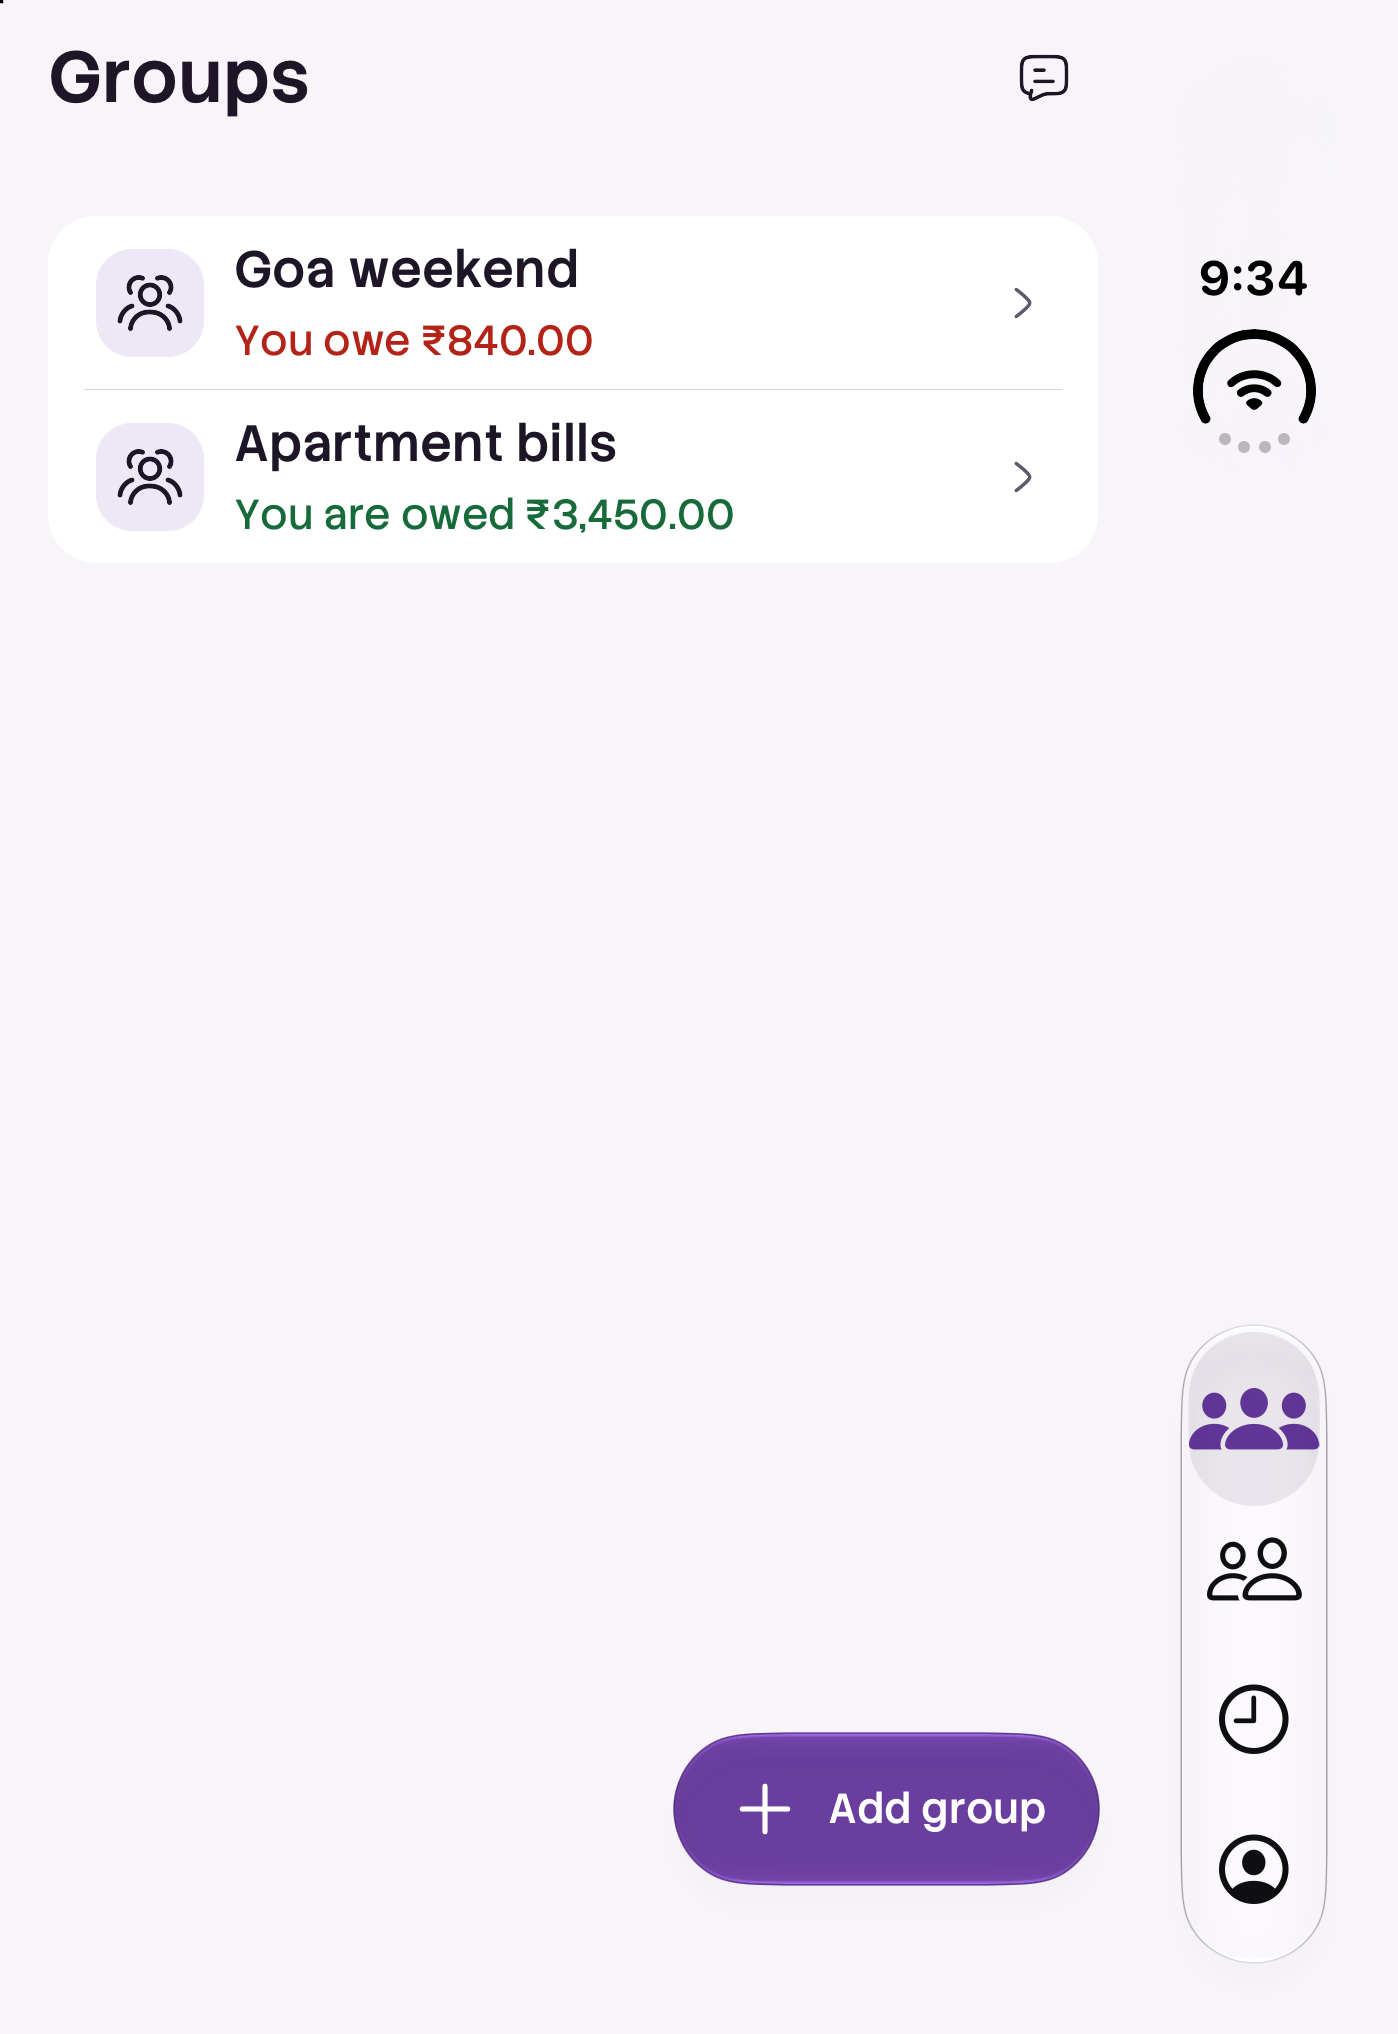 Groups
Goa weekend
You owe ₹840.00
Apartment bills
You are owed ₹3,450.00
9:34
Add group